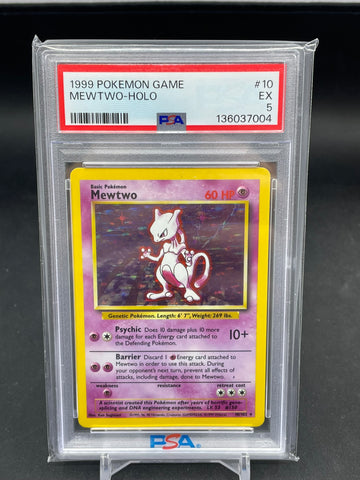 1999 POKEMON GAME #10
MEWTWO-HOLO EX
5
PSA 136037004
Basic Pokémon
Mewtwo 60 HP
Genetic Pokémon. Length: 6' 7", Weight: 269 lbs.
Psychic Does 10 damage plus 10 more
damage for each Energy card attached to
the Defending Pokémon.
10+
Barrier Discard 1 Energy card attached to
Mewtwo in order to use this attack. During
your opponent's next turn, prevent all effects of
attacks, including damage, done to Mewtwo.
weakness resistance retreat cost
A scientist created this Pokémon after years of horrific gene-
splicing and DNA engineering experiments. LV. 53 #150
PSA